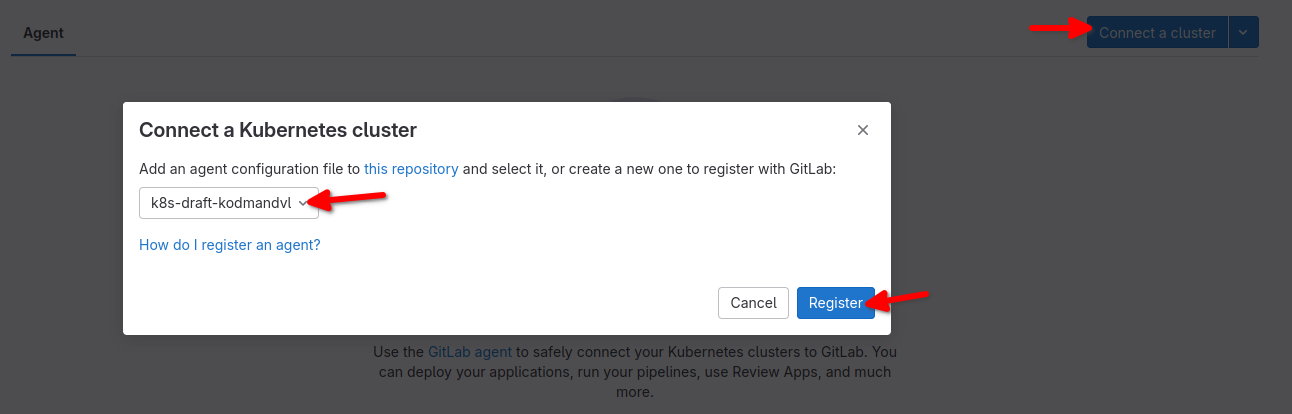 Agent
Connect a cluster
Connect a Kubernetes cluster
Add an agent configuration file to this repository and select it, or create a new one to register with GitLab:
k8s-draft-kodmandvl
How do I register an agent?
Cancel
Register
Use the GitLab agent to safely connect your Kubernetes clusters to GitLab. You
can deploy your applications, run your pipelines, use Review Apps, and much
more.